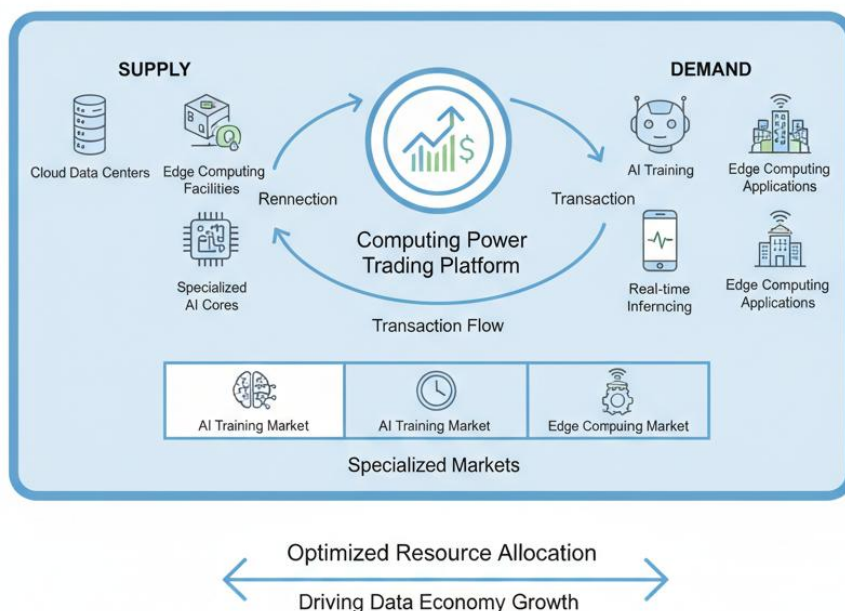 SUPPLY
DEMAND
Cloud Data Centers
Edge Computing
Facilities
Specialized
AI Cores
Rennection
$
Computing Power
Trading Platform
Transaction
Transaction Flow
AI Training
Edge Computing
Applications
Real-time
Inferncing
Edge Computing
Applications
AI Training Market
AI Training Market
Edge Compuing Market
Specialized Markets
Optimized Resource Allocation
Driving Data Economy Growth